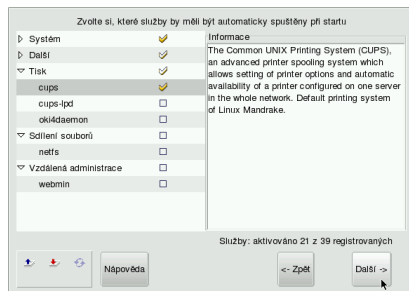 Zvolte si, které služby by měli být automaticky spuštěny při startu
Systém
Další
Tisk
cups
cups-lpd
oki4daemon
Sdílení souborů
netfs
Vzdálená administrace
webmin
Informace
The Common UNIX Printing System (CUPS),
an advanced printer spooling system which
allows setting of printer options and automatic
availability of a printer configured on one server
in the whole network. Default printing system
of Linux Mandrake.
Služby: aktivováno 21 z 39 registrovaných
Nápověda
<- Zpět
Další ->